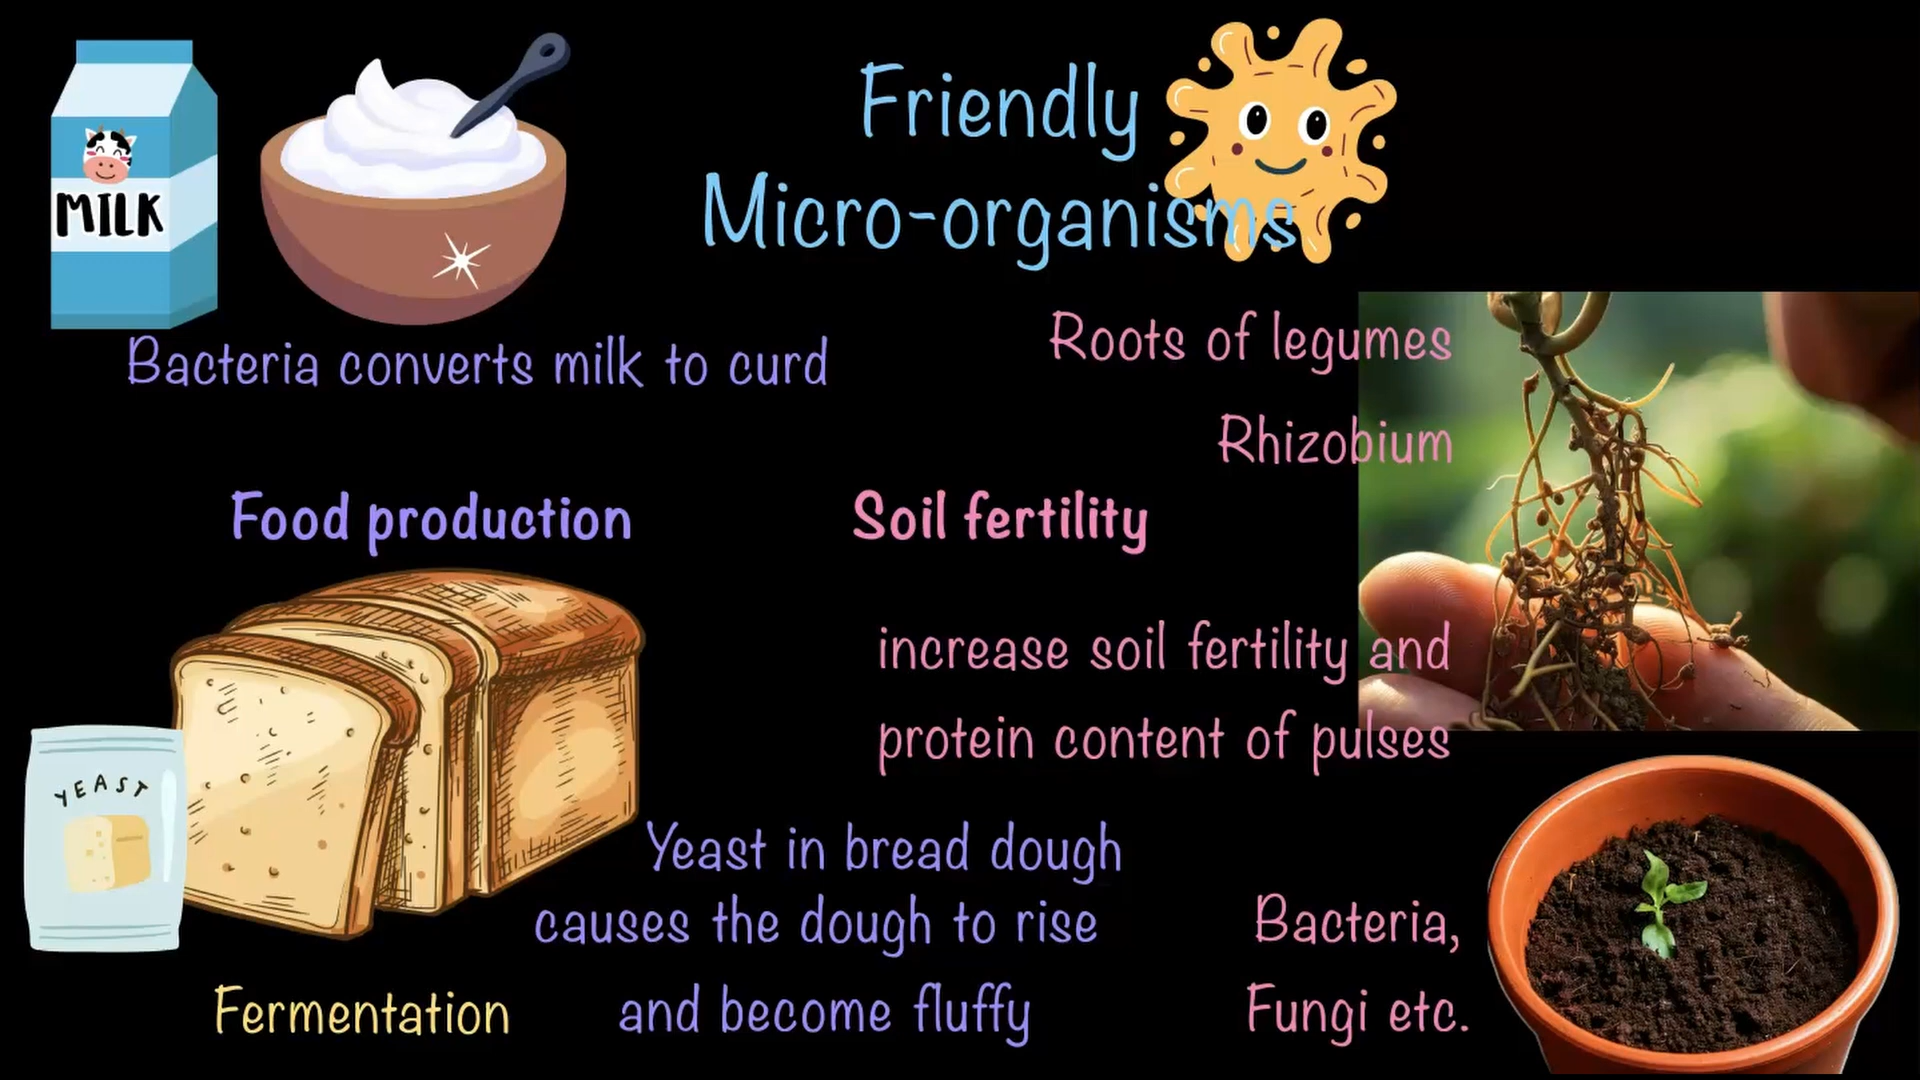 Friendly
Micro-organisms
MILK
Bacteria converts milk to curd
Food production
YEAST
Yeast in bread dough
causes the dough to rise
and become fluffy
Fermentation
Roots of legumes
Rhizobium
Soil fertility
increase soil fertility and
protein content of pulses
Bacteria,
Fungi etc.